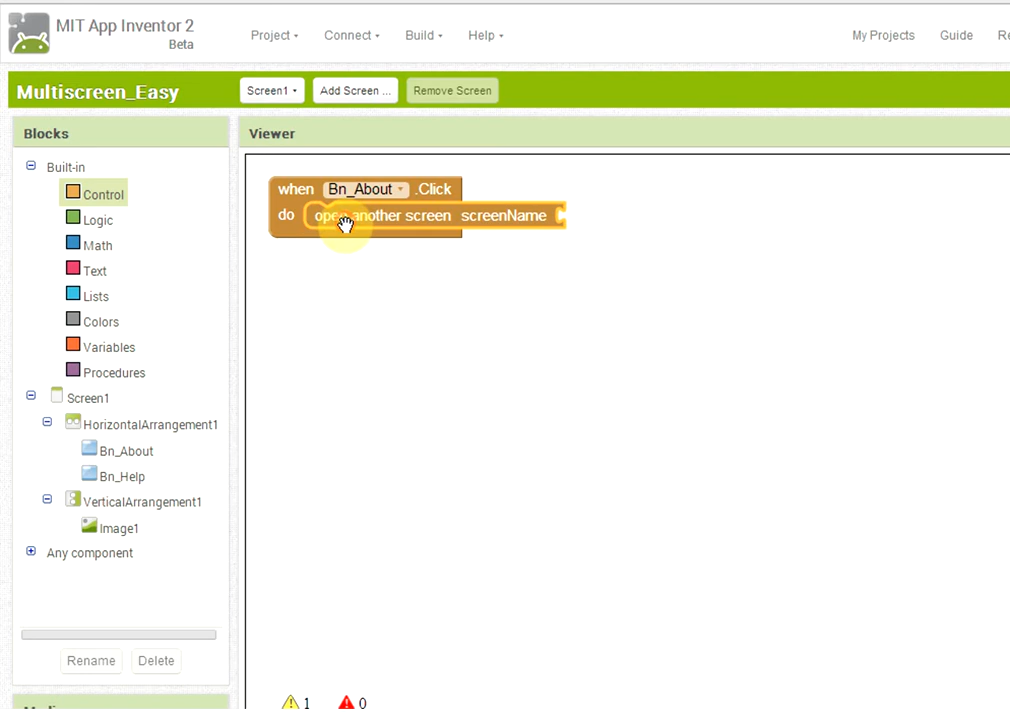 MIT App Inventor 2
Beta
Project Connect Build Help My Projects Guide
Multiscreen_Easy Screen1 Add Screen ... Remove Screen
Blocks
Viewer
Built-in
Control
Logic
Math
Text
Lists
Colors
Variables
Procedures
Screen1
HorizontalArrangement1
Bn_About
Bn_Help
VerticalArrangement1
Image1
Any component
Rename Delete
when Bn_About .Click
do open another screen screenName
1 0